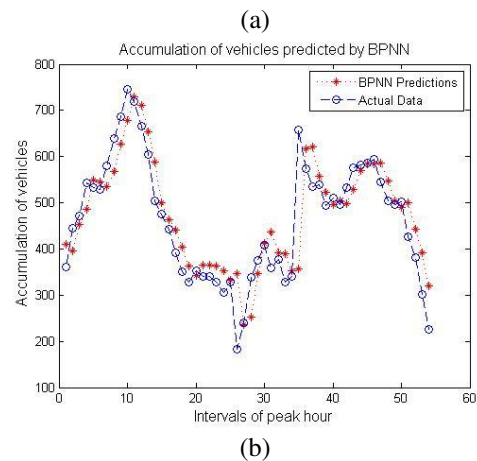 (a)
Accumulation of vehicles predicted by BPNN
800
700
600
500
400
300
200
100
Accumulation of vehicles
BPNN Predictions
Actual Data
0 10 20 30 40 50 60
Intervals of peak hour
(b)